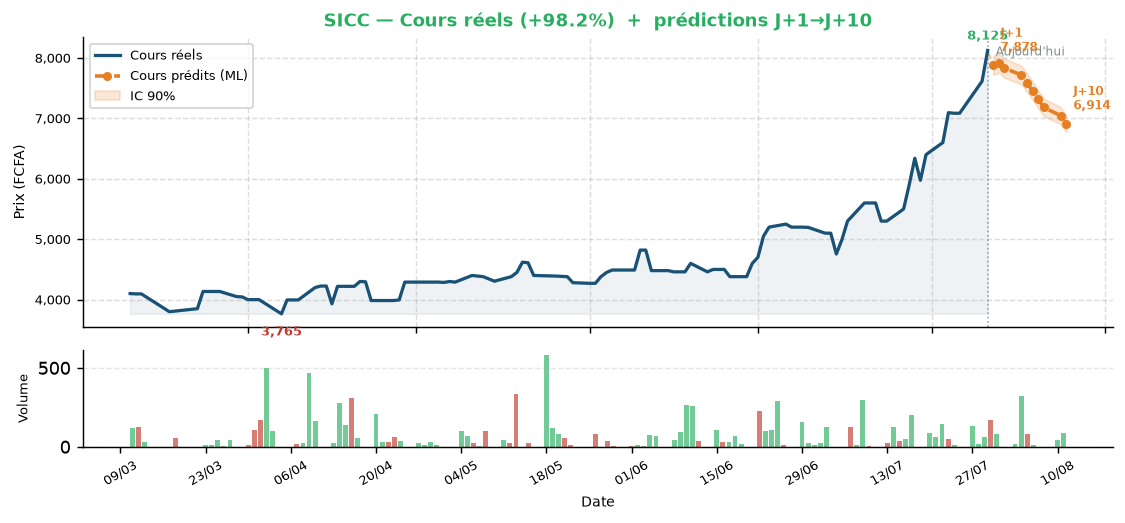 SICC — Cours réels (+98.2%)  +  prédictions J+1→J+10
8,125
J+1
7,878
Aujourd'hui
J+10
6,914
Cours réels
Cours prédits (ML)
IC 90%
Prix (FCFA)
8,000
7,000
6,000
5,000
4,000
3,765
Volume
500
0
09/03
23/03
06/04
20/04
04/05
18/05
01/06
15/06
29/06
13/07
27/07
10/08
Date